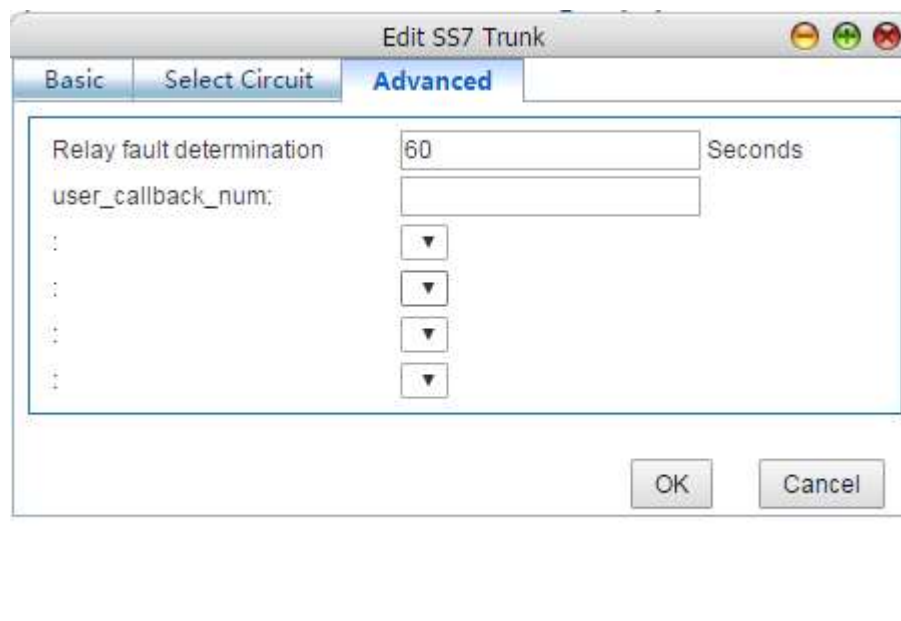 Edit SS7 Trunk
Basic Select Circuit Advanced
Relay fault determination 60 Seconds
user_callback_num:
:
:
:
:
OK Cancel